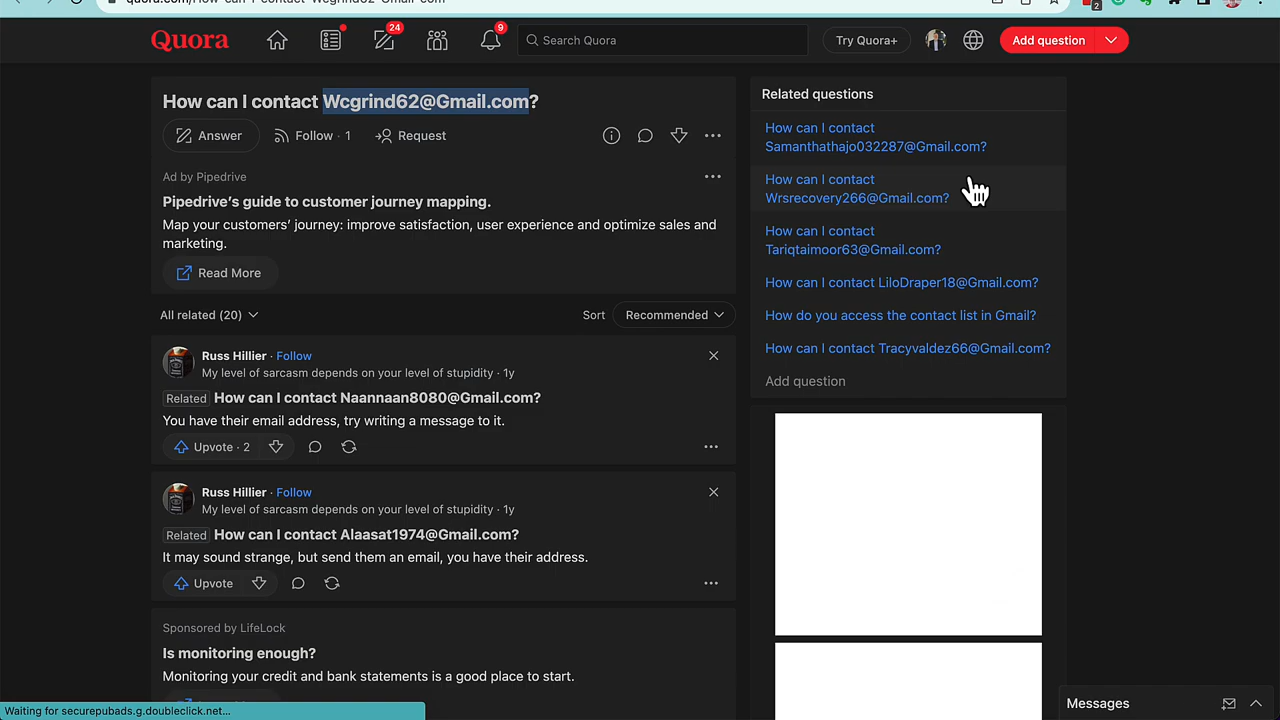 quora.com/How-can-I-contact-Wcgrind62-Gmail-com
2
Quora
24
9
Search Quora
Try Quora+
Add question
How can I contact Wcgrind62@Gmail.com?
Answer
Follow · 1
Request
Ad by Pipedrive
Pipedrive's guide to customer journey mapping.
Map your customers' journey: improve satisfaction, user experience and optimize sales and
marketing.
Read More
All related (20)
Sort
Recommended
Russ Hillier · Follow
My level of sarcasm depends on your level of stupidity · 1y
Related How can I contact Naannaan8080@Gmail.com?
You have their email address, try writing a message to it.
Upvote · 2
Russ Hillier · Follow
My level of sarcasm depends on your level of stupidity · 1y
Related How can I contact Alaasat1974@Gmail.com?
It may sound strange, but send them an email, you have their address.
Upvote
Sponsored by LifeLock
Is monitoring enough?
Monitoring your credit and bank statements is a good place to start.
Related questions
How can I contact
Samanthathajo032287@Gmail.com?
How can I contact
Wrsrecovery266@Gmail.com?
How can I contact
Tariqtaimoor63@Gmail.com?
How can I contact LiloDraper18@Gmail.com?
How do you access the contact list in Gmail?
How can I contact Tracyvaldez66@Gmail.com?
Add question
Messages
Waiting for securepubads.g.doubleclick.net...